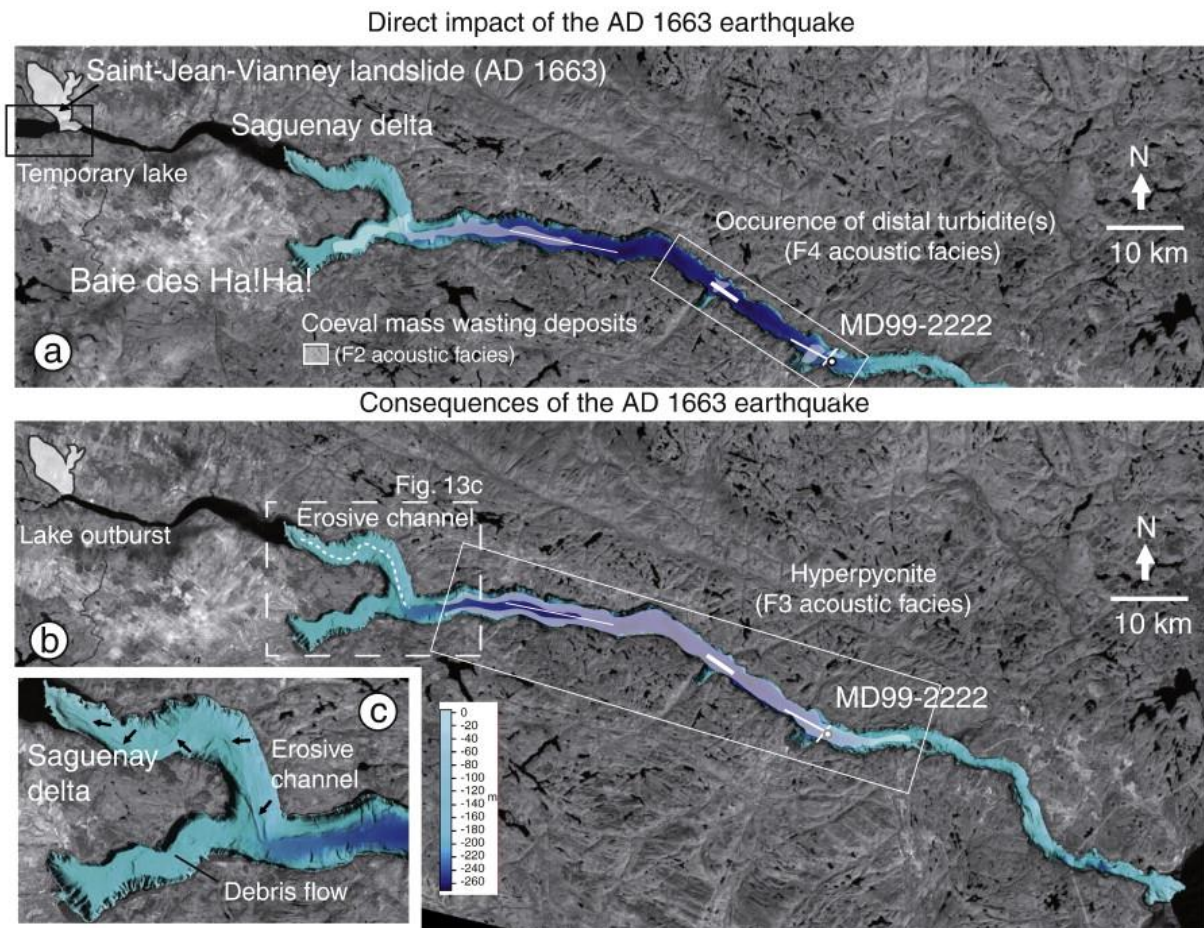 Direct impact of the AD 1663 earthquake
Saint-Jean-Vianney landslide (AD 1663)
Saguenay delta
Temporary lake
N
10 km
Occurence of distal turbidite(s)
(F4 acoustic facies)
Baie des Ha!Ha!
MD99-2222
Coeval mass wasting deposits
(F2 acoustic facies)
a
Consequences of the AD 1663 earthquake
Fig. 13c
Erosive channel
Lake outburst
N
10 km
Hyperpycnite
(F3 acoustic facies)
b
MD99-2222
c
Saguenay
delta
Erosive
channel
Debris flow
0
-20
-40
-60
-80
-100
-120
-140
-160
-180
-200
-220
-240
-260
m